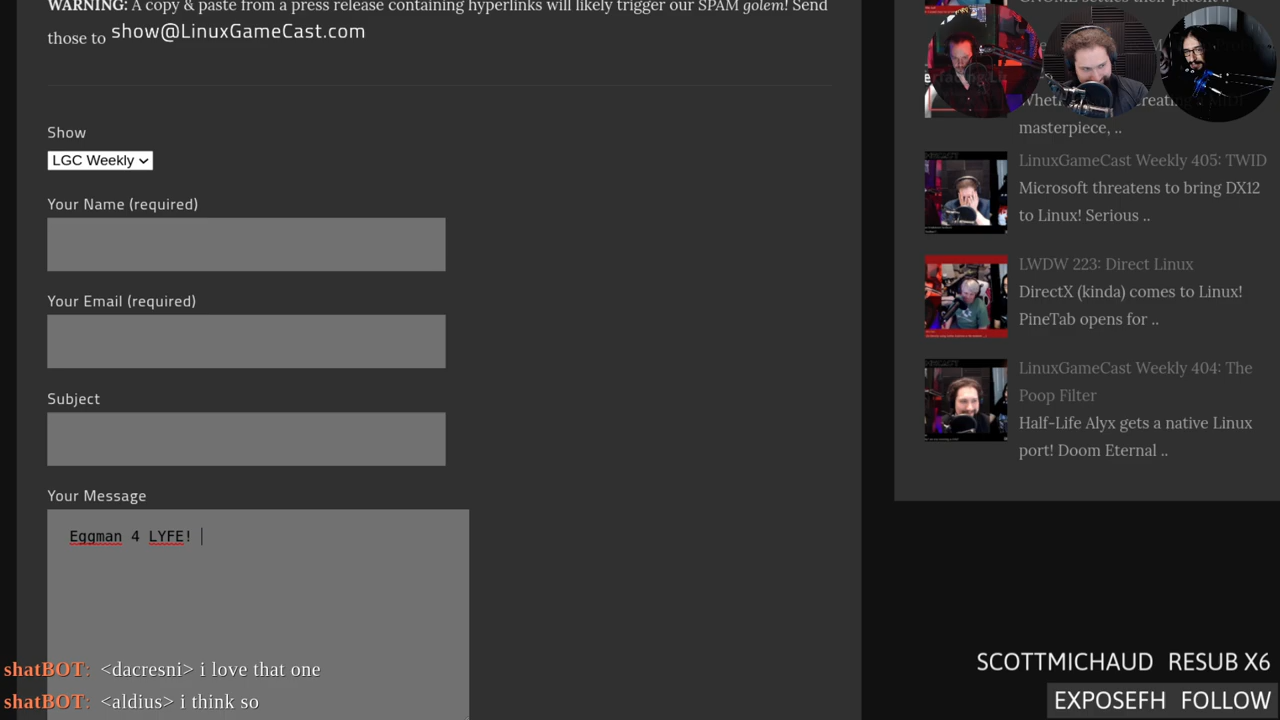 WARNING: A copy & paste from a press release containing hyperlinks will likely trigger our SPAM golem! Send
those to show@LinuxGameCast.com
Show
LGC Weekly
Your Name (required)
Your Email (required)
Subject
Your Message
Eggman 4 LYFE!
shatBOT: <dacresni> i love that one
shatBOT: <aldius> i think so
masterpiece, ..
LinuxGameCast Weekly 405: TWID
Microsoft threatens to bring DX12
to Linux! Serious ..
LWDW 223: Direct Linux
DirectX (kinda) comes to Linux!
PineTab opens for ..
LinuxGameCast Weekly 404: The
Poop Filter
Half-Life Alyx gets a native Linux
port! Doom Eternal ..
SCOTTMICHAUD RESUB X6
EXPOSEFH FOLLOW